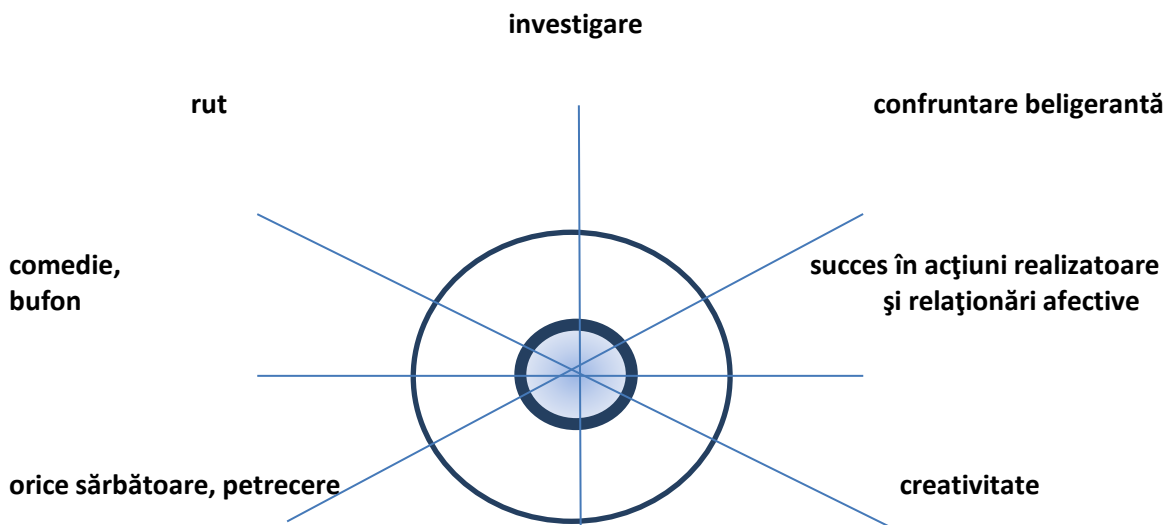 investigare
rut
confruntare beligerantă
comedie,
bufon
succes în acţiuni realizatoare
şi relaţionări afective
orice sărbătoare, petrecere
creativitate